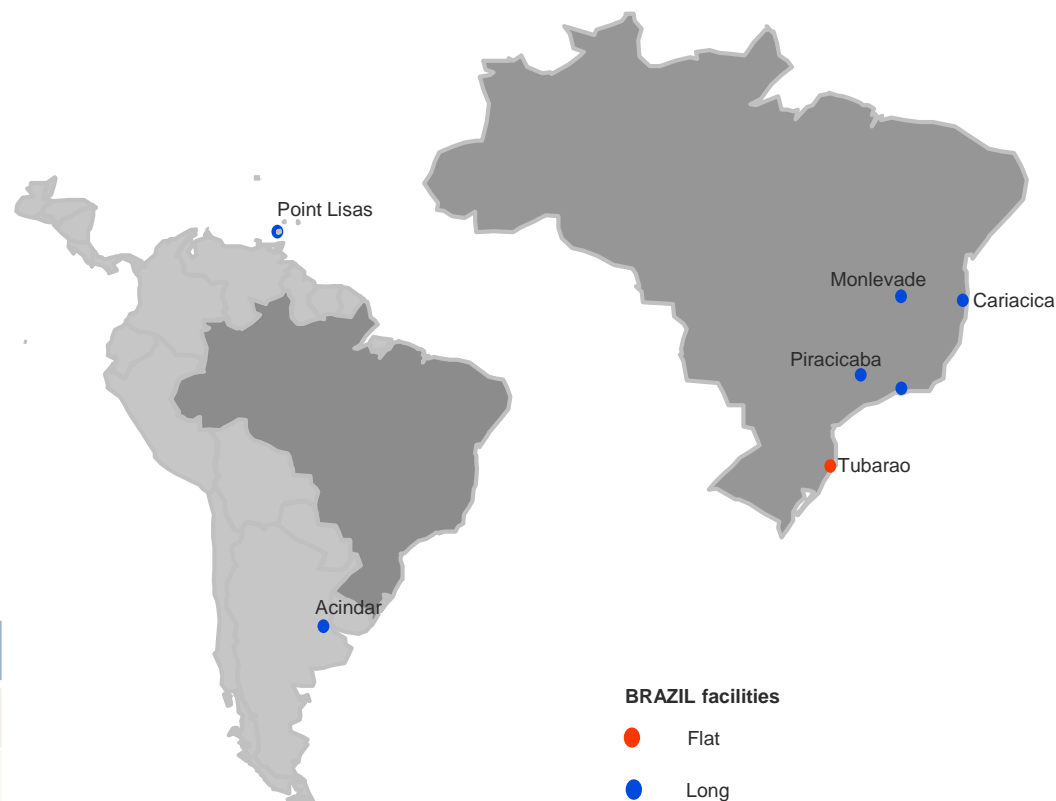 Point Lisas
Monlevade
Cariacica
Piracicaba
Tubarao
Acindar
BRAZIL facilities
Flat
Long